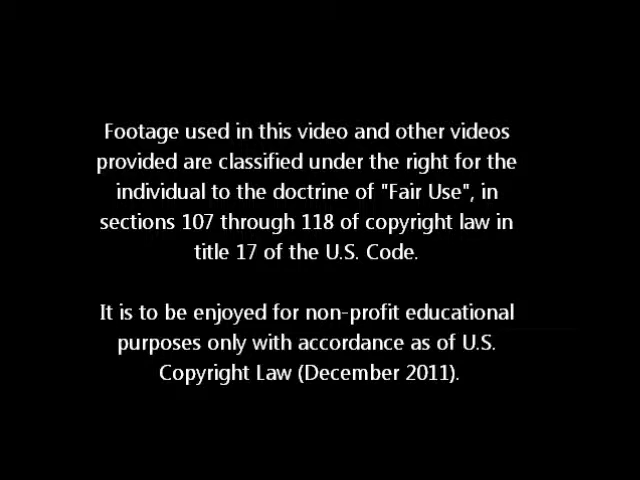 Footage used in this video and other videos
provided are classified under the right for the
individual to the doctrine of "Fair Use", in
sections 107 through 118 of copyright law in
title 17 of the U.S. Code.
It is to be enjoyed for non-profit educational
purposes only with accordance as of U.S.
Copyright Law (December 2011).